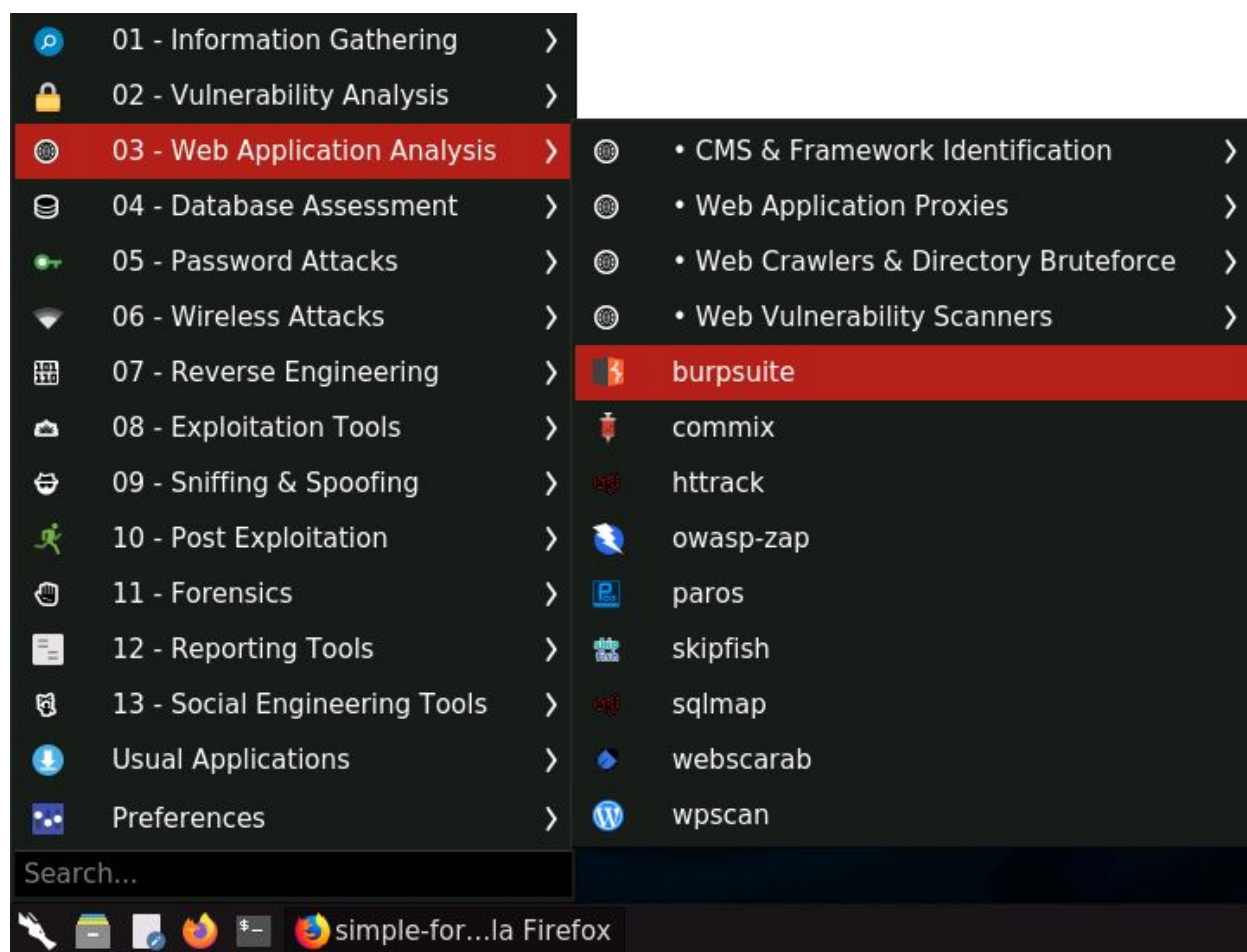 01 - Information Gathering
02 - Vulnerability Analysis
03 - Web Application Analysis
04 - Database Assessment
05 - Password Attacks
06 - Wireless Attacks
07 - Reverse Engineering
08 - Exploitation Tools
09 - Sniffing & Spoofing
10 - Post Exploitation
11 - Forensics
12 - Reporting Tools
13 - Social Engineering Tools
Usual Applications
Preferences
Search...
• CMS & Framework Identification
• Web Application Proxies
• Web Crawlers & Directory Bruteforce
• Web Vulnerability Scanners
burpsuite
commix
httrack
owasp-zap
paros
skipfish
sqlmap
webscarab
wpscan
simple-for...la Firefox